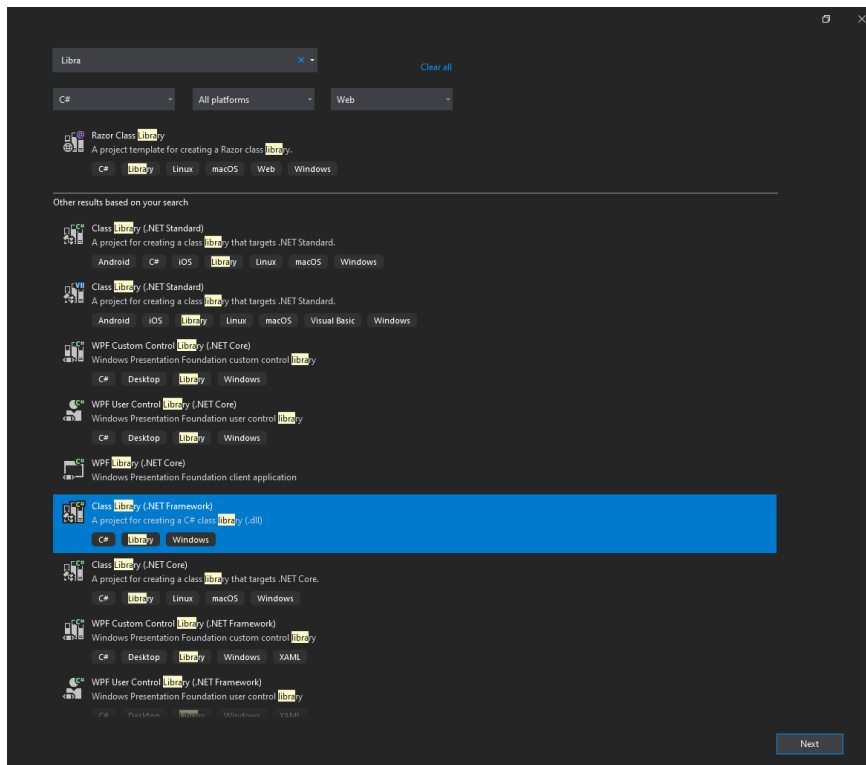 Libra
Clear all
C# All platforms Web
Razor Class Library
A project template for creating a Razor class library.
C# Library Linux macOS Web Windows
Other results based on your search
Class Library (.NET Standard)
A project for creating a class library that targets .NET Standard.
Android C# iOS Library Linux macOS Windows
Class Library (.NET Standard)
A project for creating a class library that targets .NET Standard.
Android iOS Library Linux macOS Visual Basic Windows
WPF Custom Control Library (.NET Core)
Windows Presentation Foundation custom control library
C# Desktop Library Windows
WPF User Control Library (.NET Core)
Windows Presentation Foundation user control library
C# Desktop Library Windows
WPF Library (.NET Core)
Windows Presentation Foundation client application
Class Library (.NET Framework)
A project for creating a C# class library (.dll)
C# Library Windows
Class Library (.NET Core)
A project for creating a class library that targets .NET Core.
C# Library Linux macOS Windows
WPF Custom Control Library (.NET Framework)
Windows Presentation Foundation custom control library
C# Desktop Library Windows XAML
WPF User Control Library (.NET Framework)
Windows Presentation Foundation user control library
C# Desktop Library Windows XAML
Next